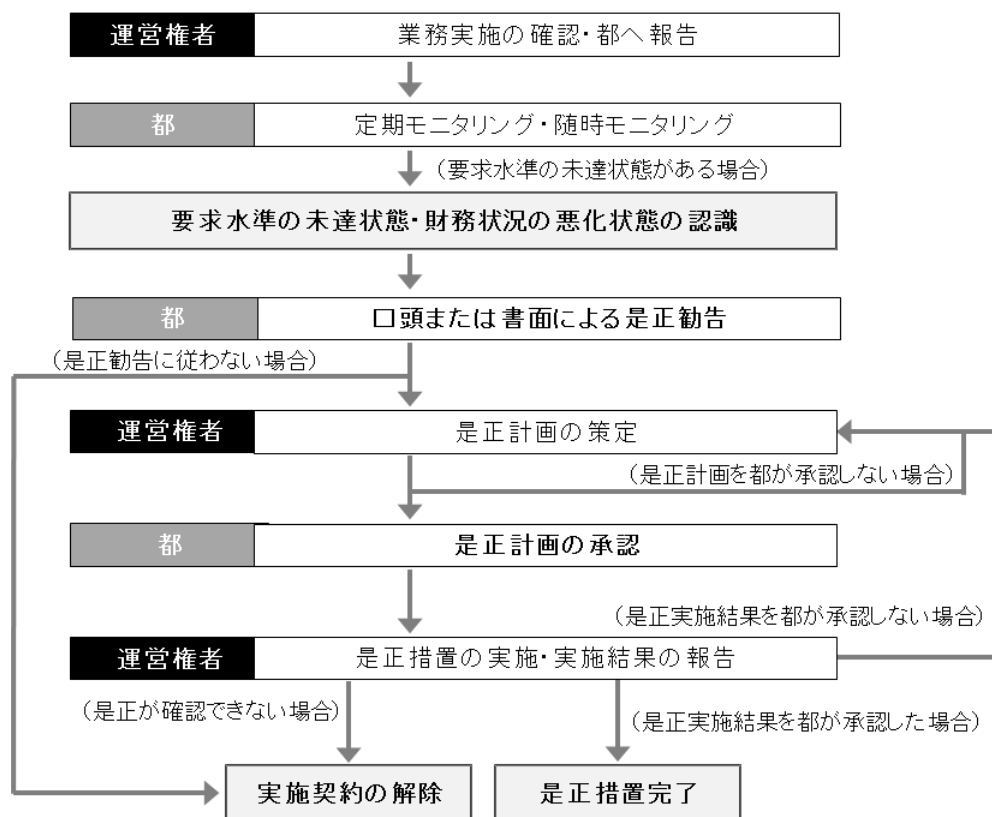 運営権者 業務実施の確認・都へ報告
都 定期モニタリング・随時モニタリング
（要求水準の未達状態がある場合）
要求水準の未達状態・財務状況の悪化状態の認識
都 口頭または書面による是正勧告
（是正勧告に従わない場合）
運営権者 是正計画の策定
（是正計画を都が承認しない場合）
都 是正計画の承認
（是正実施結果を都が承認しない場合）
運営権者 是正措置の実施・実施結果の報告
（是正が確認できない場合）
（是正実施結果を都が承認した場合）
実施契約の解除 是正措置完了